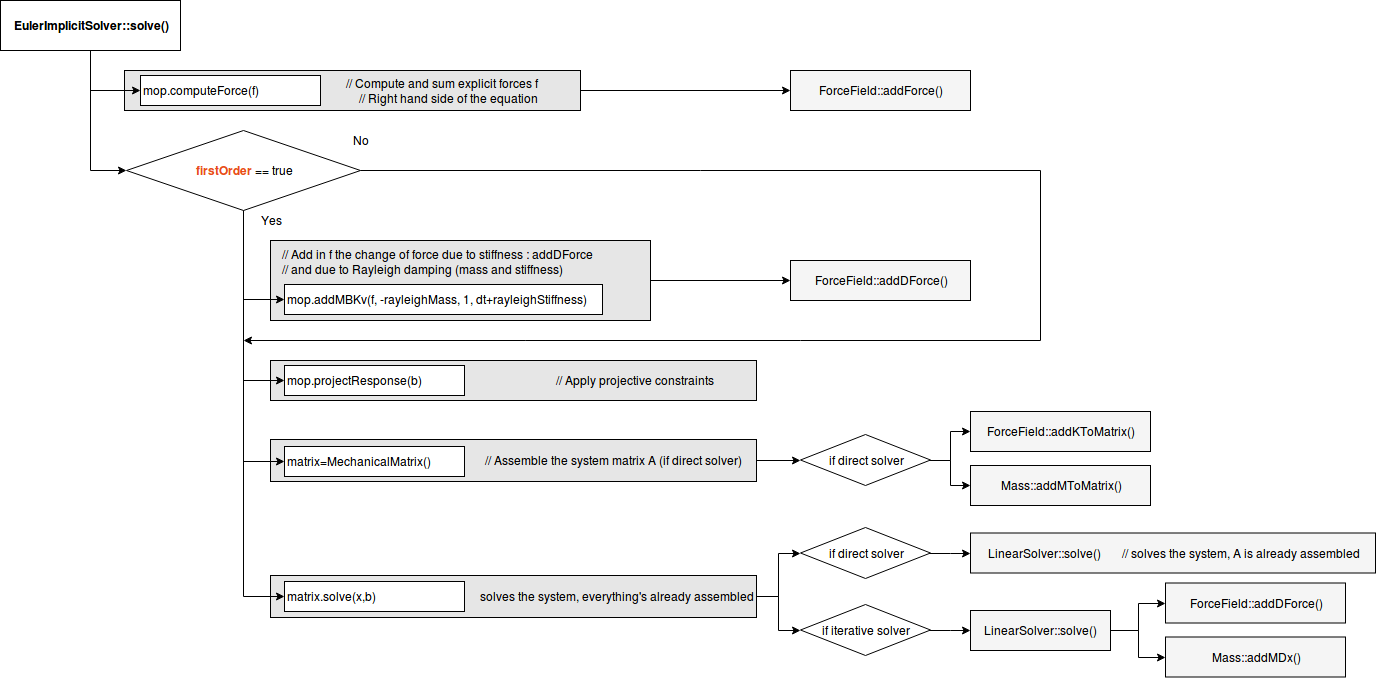 EulerImplicitSolver::solve()
mop.computeForce(f)
// Compute and sum explicit forces f
// Right hand side of the equation
ForceField::addForce()
No
firstOrder == true
Yes
// Add in f the change of force due to stiffness : addDForce
// and due to Rayleigh damping (mass and stiffness)
mop.addMBKv(f, -rayleighMass, 1, dt+rayleighStiffness)
ForceField::addDForce()
mop.projectResponse(b)
// Apply projective constraints
matrix=MechanicalMatrix()
// Assemble the system matrix A (if direct solver)
if direct solver
ForceField::addKToMatrix()
Mass::addMToMatrix()
matrix.solve(x,b)
solves the system, everything's already assembled
if direct solver
LinearSolver::solve()
// solves the system, A is already assembled
if iterative solver
LinearSolver::solve()
ForceField::addDForce()
Mass::addMDx()